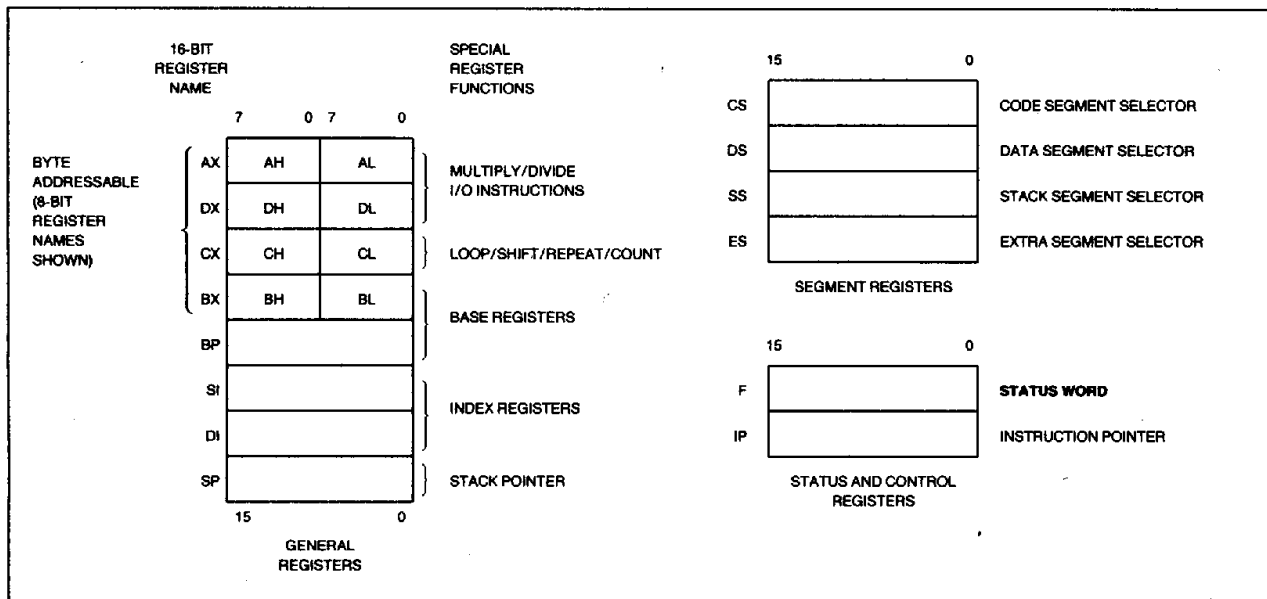 16-BIT
REGISTER
NAME
SPECIAL
REGISTER
FUNCTIONS
7 0 7 0
BYTE
ADDRESSABLE
(8-BIT
REGISTER
NAMES
SHOWN)
AX AH AL
DX DH DL
MULTIPLY/DIVIDE
I/O INSTRUCTIONS
CX CH CL LOOP/SHIFT/REPEAT/COUNT
BX BH BL
BP
BASE REGISTERS
SI
DI
INDEX REGISTERS
SP STACK POINTER
15 0
GENERAL
REGISTERS
15 0
CS CODE SEGMENT SELECTOR
DS DATA SEGMENT SELECTOR
SS STACK SEGMENT SELECTOR
ES EXTRA SEGMENT SELECTOR
SEGMENT REGISTERS
15 0
F STATUS WORD
IP INSTRUCTION POINTER
STATUS AND CONTROL
REGISTERS